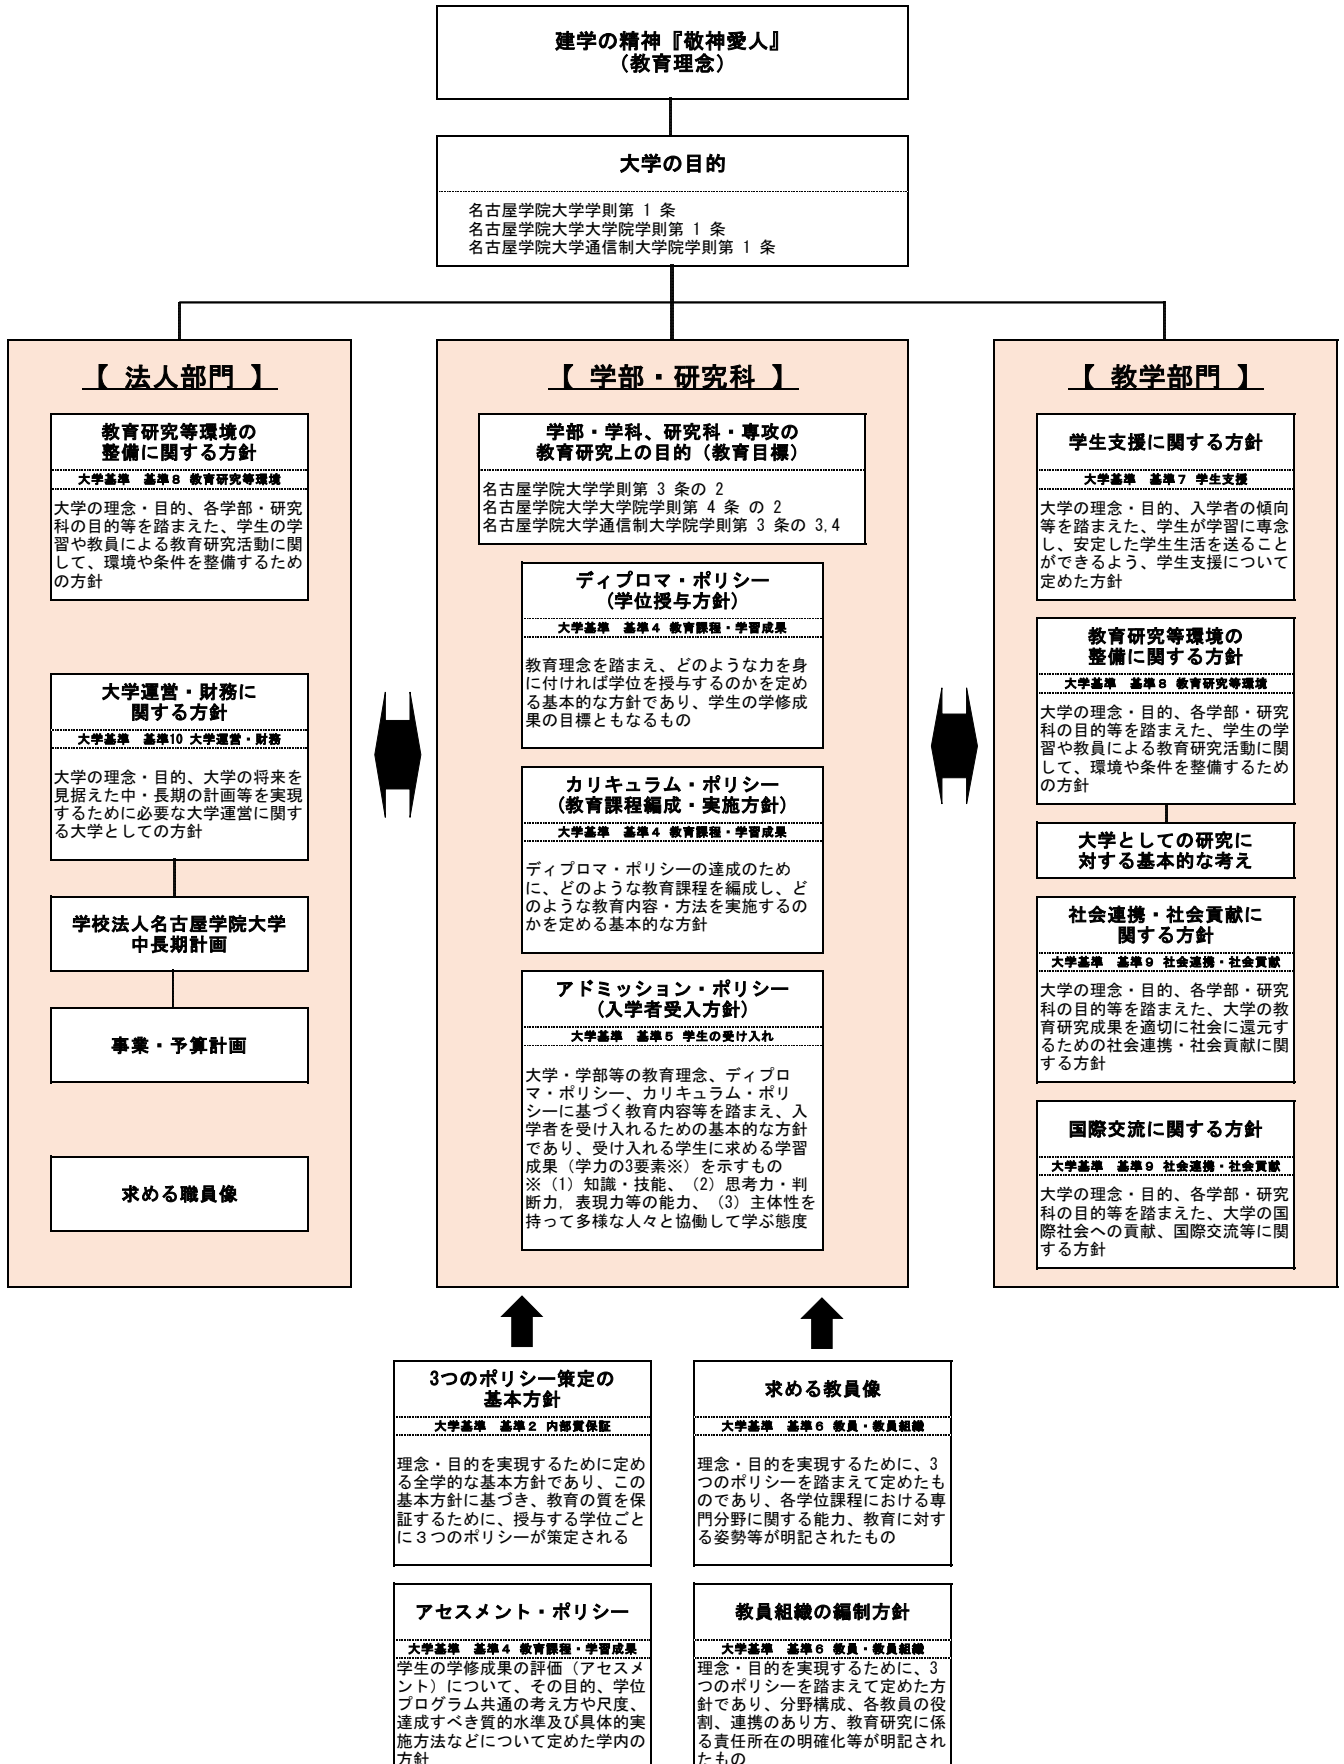 建学の精神『敬神愛人』
（教育理念）
大学の目的
名古屋学院大学学則第 1 条
名古屋学院大学大学院学則第 1 条
名古屋学院大学通信制大学院学則第 1 条
【 法人部門 】
教育研究等環境の
整備に関する方針
大学基準 基準８ 教育研究等環境
大学の理念・目的、各学部・研究
科の目的等を踏まえた、学生の学
習や教員による教育研究活動に関
して、環境や条件を整備するため
の方針
大学運営・財務に
関する方針
大学基準 基準10 大学運営・財務
大学の理念・目的、大学の将来を
見据えた中・長期の計画等を実現
するために必要な大学運営に関す
る大学としての方針
学校法人名古屋学院大学
中長期計画
事業・予算計画
求める職員像
【 学部・研究科 】
学部・学科、研究科・専攻の
教育研究上の目的（教育目標）
名古屋学院大学学則第 3 条の 2
名古屋学院大学大学院学則第 4 条 の 2
名古屋学院大学通信制大学院学則第 3 条の 3,4
ディプロマ・ポリシー
（学位授与方針）
大学基準 基準４ 教育課程・学習成果
教育理念を踏まえ、どのような力を身
に付ければ学位を授与するのかを定め
る基本的な方針であり、学生の学修成
果の目標ともなるもの
カリキュラム・ポリシー
（教育課程編成・実施方針）
大学基準 基準４ 教育課程・学習成果
ディプロマ・ポリシーの達成のため
に、どのような教育課程を編成し、ど
のような教育内容・方法を実施するの
かを定める基本的な方針
アドミッション・ポリシー
（入学者受入方針）
大学基準 基準５ 学生の受け入れ
大学・学部等の教育理念、ディプロ
マ・ポリシー、カリキュラム・ポリ
シーに基づく教育内容等を踏まえ、入
学者を受け入れるための基本的な方針
であり、受け入れる学生に求める学習
成果（学力の3要素※）を示すもの
※（1）知識・技能、（2）思考力・判
断力, 表現力等の能力、（3）主体性を
持って多様な人々と協働して学ぶ態度
【 教学部門 】
学生支援に関する方針
大学基準 基準７ 学生支援
大学の理念・目的、入学者の傾向
等を踏まえた、学生が学習に専念
し、安定した学生生活を送ること
ができるよう、学生支援について
定めた方針
教育研究等環境の
整備に関する方針
大学基準 基準８ 教育研究等環境
大学の理念・目的、各学部・研究
科の目的等を踏まえた、学生の学
習や教員による教育研究活動に関
して、環境や条件を整備するため
の方針
大学としての研究に
対する基本的な考え
社会連携・社会貢献に
関する方針
大学基準 基準９ 社会連携・社会貢献
大学の理念・目的、各学部・研究
科の目的等を踏まえた、大学の教
育研究成果を適切に社会に還元す
るための社会連携・社会貢献に関
する方針
国際交流に関する方針
大学基準 基準９ 社会連携・社会貢献
大学の理念・目的、各学部・研究
科の目的等を踏まえた、大学の国
際社会への貢献、国際交流等に関
する方針
3つのポリシー策定の
基本方針
大学基準 基準２ 内部質保証
理念・目的を実現するために定め
る全学的な基本方針であり、この
基本方針に基づき、教育の質を保
証するために、授与する学位ごと
に３つのポリシーが策定される
求める教員像
大学基準 基準６ 教員・教員組織
理念・目的を実現するために、3
つのポリシーを踏まえて定めたも
のであり、各学位課程における専
門分野に関する能力、教育に対す
る姿勢等が明記されたもの
アセスメント・ポリシー
大学基準 基準４ 教育課程・学習成果
学生の学修成果の評価（アセスメ
ント）について、その目的、学位
プログラム共通の考え方や尺度、
達成すべき質的水準及び具体的実
施方法などについて定めた学内の
方針
教員組織の編制方針
大学基準 基準６ 教員・教員組織
理念・目的を実現するために、3
つのポリシーを踏まえて定めた方
針であり、分野構成、各教員の役
割、連携のあり方、教育研究に係
る責任所在の明確化等が明記され
たもの